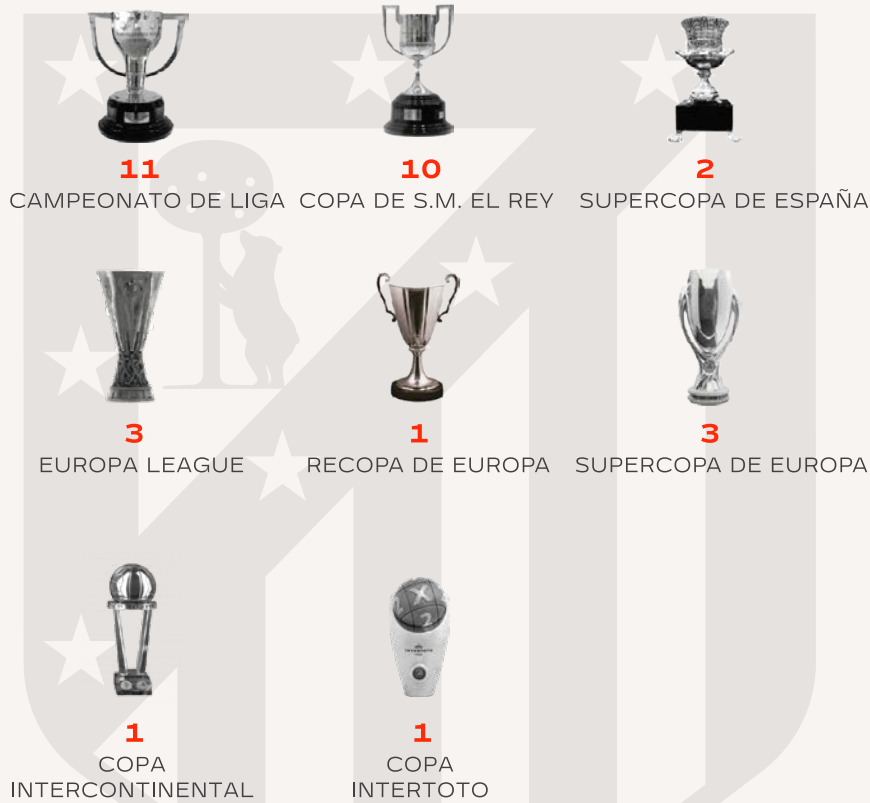 11
CAMPEONATO DE LIGA
10
COPA DE S.M. EL REY
2
SUPERCOPA DE ESPAÑA
3
EUROPA LEAGUE
1
RECOPA DE EUROPA
3
SUPERCOPA DE EUROPA
1
COPA
INTERCONTINENTAL
1
COPA
INTERTOTO
X
2